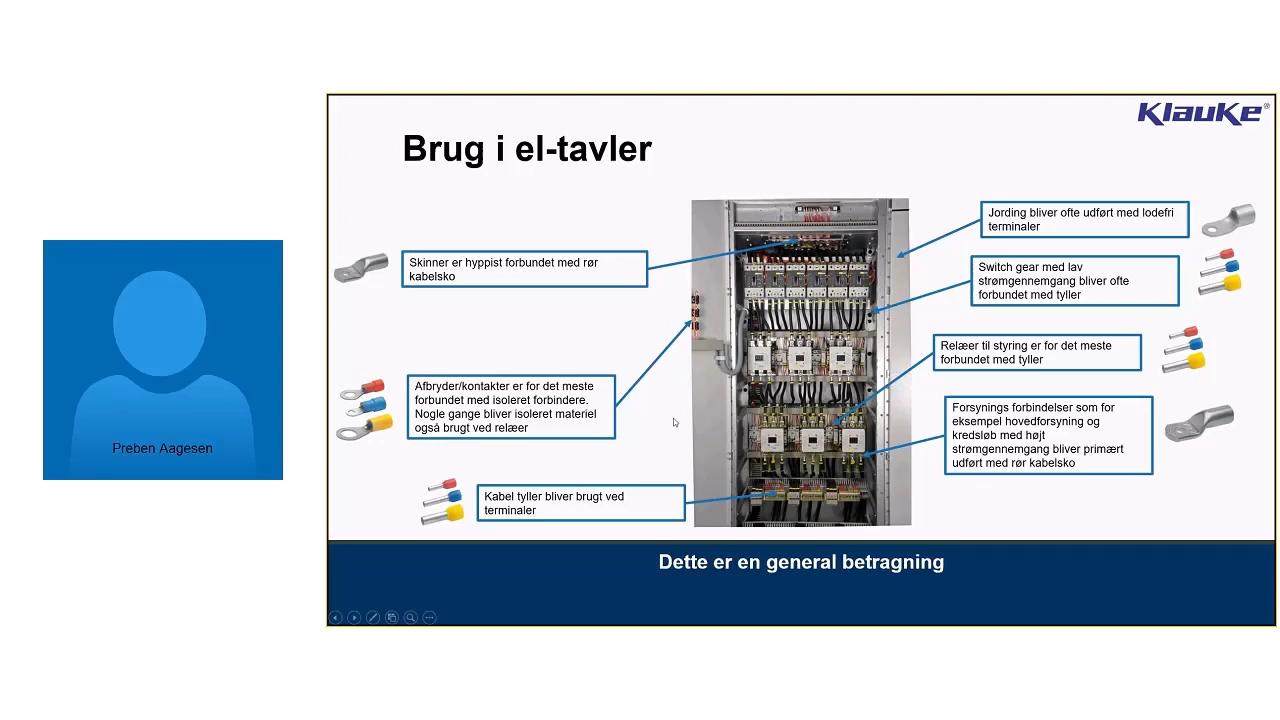 KlauKe®
Brug i el-tavler
Skinner er hyppist forbundet med rør
kabelsko
Afbryder/kontakter er for det meste
forbundet med isoleret forbindere.
Nogle gange bliver isoleret materiel
også brugt ved relæer
Kabel tyller bliver brugt ved
terminaler
Jording bliver ofte udført med lodefri
terminaler
Switch gear med lav
strømgennemgang bliver ofte
forbundet med tyller
Relæer til styring er for det meste
forbundet med tyller
Forsynings forbindelser som for
eksempel hovedforsyning og
kredsløb med højt
strømgennemgang bliver primært
udført med rør kabelsko
Dette er en general betragning
Preben Aagesen